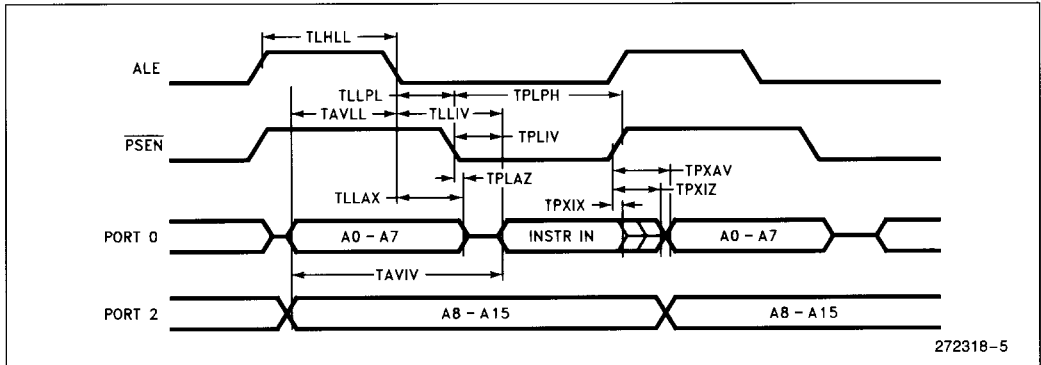 TLHLL
ALE
TLLPL
TPLPH
TAVLL
TLLIV
PSEN
TPLIV
TPXAV
TPLAZ
TPXIZ
TLLAX
TPXIX
PORT 0
A0 – A7
INSTR IN
A0 – A7
TAVIV
PORT 2
A8 – A15
A8 – A15
272318–5